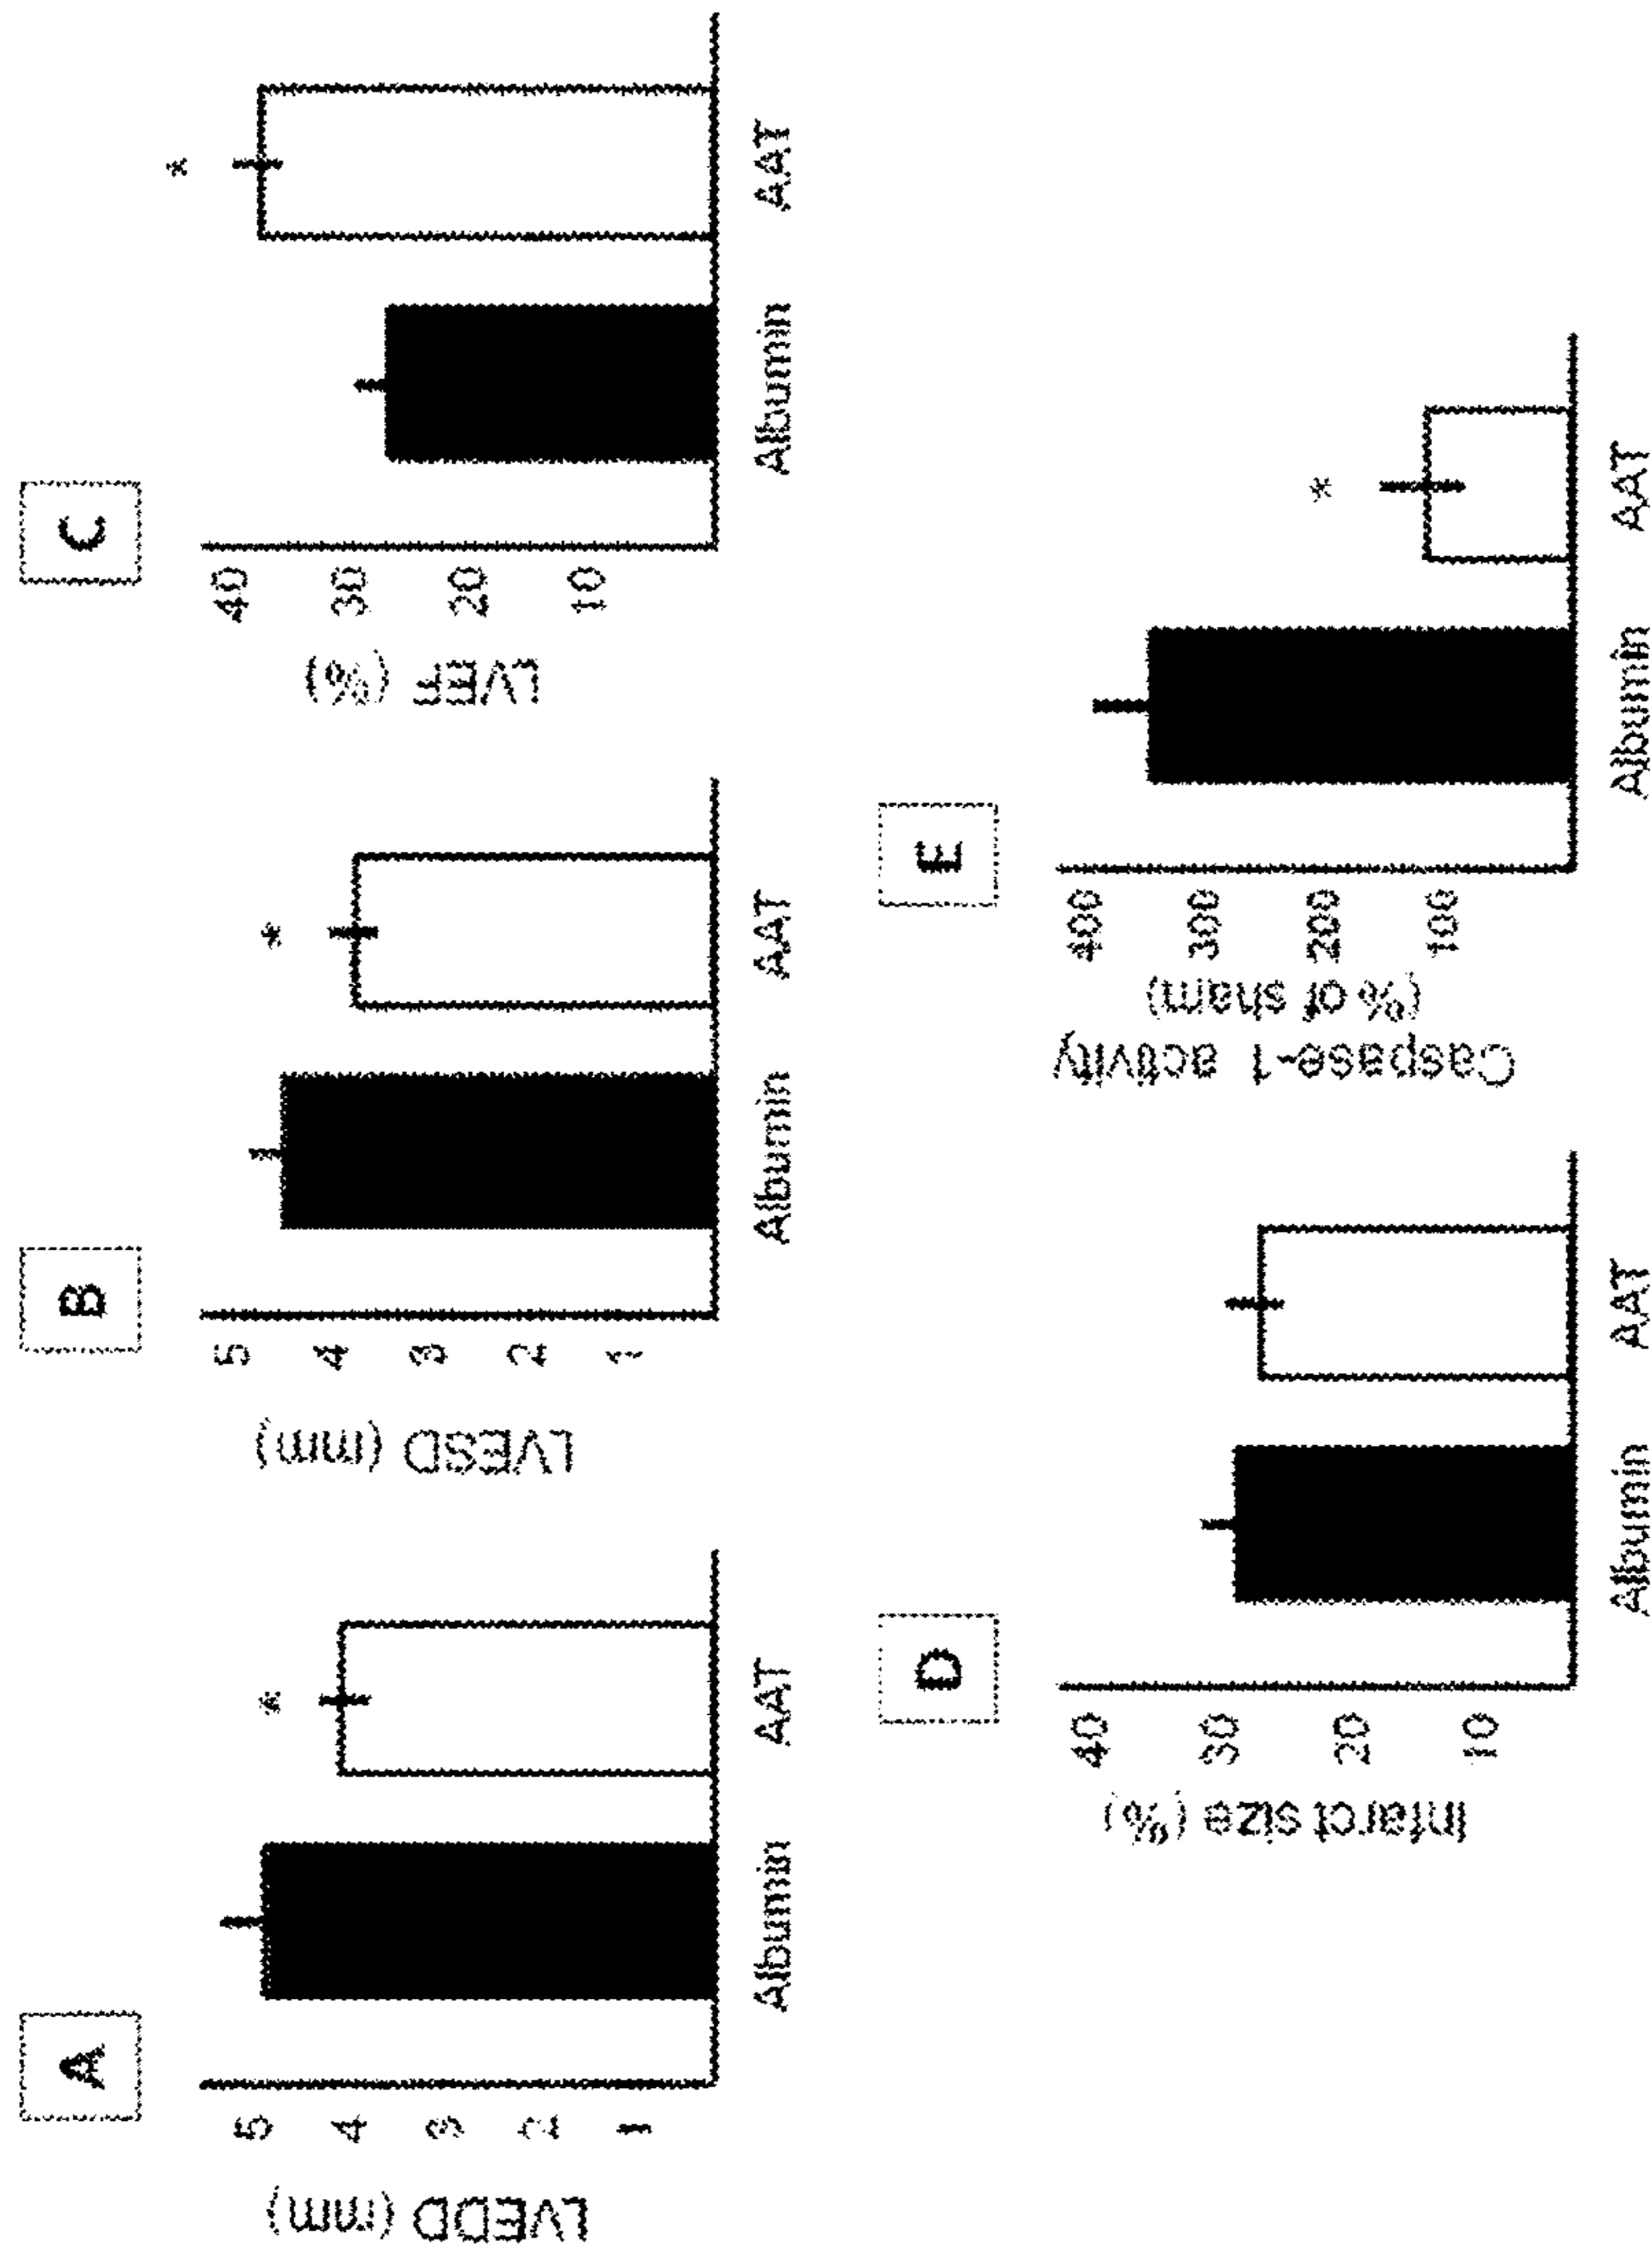 A
LVEDD (mm)
5
4
3
2
1
*
Albumin
AAT
B
LVESD (mm)
5
4
3
2
1
*
Albumin
AAT
C
LVEF (%)
40
30
20
10
*
Albumin
AAT
D
Infarct size (%)
40
30
20
10
Albumin
AAT
E
Caspase-1 activity
(% of sham)
400
300
200
100
*
Albumin
AAT